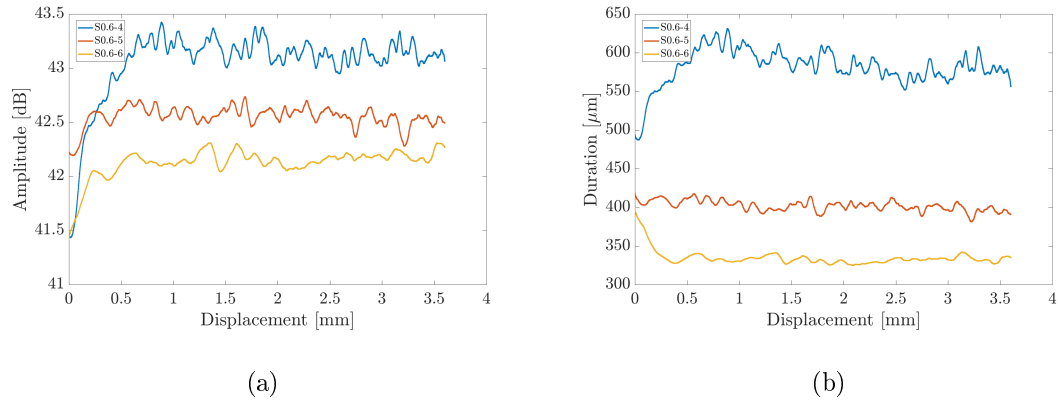 43.5
43
42.5
42
41.5
41
Amplitude [dB]
S0.6-4
S0.6-5
S0.6-6
0 0.5 1 1.5 2 2.5 3 3.5 4
Displacement [mm]
(a)
650
600
550
500
450
400
350
300
Duration [μm]
S0.6-4
S0.6-5
S0.6-6
0 0.5 1 1.5 2 2.5 3 3.5 4
Displacement [mm]
(b)